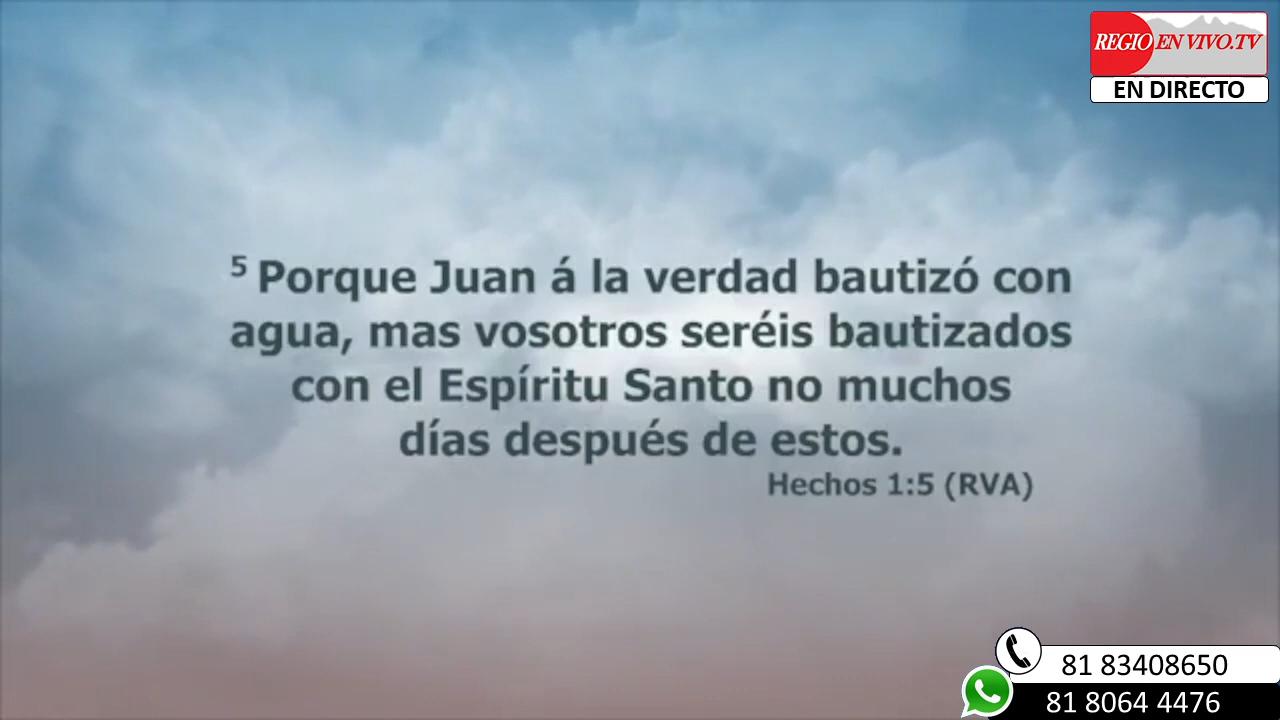 REGIO EN VIVO.TV
EN DIRECTO
5 Porque Juan á la verdad bautizó con
agua, mas vosotros seréis bautizados
con el Espíritu Santo no muchos
días después de estos.
Hechos 1:5 (RVA)
81 83408650
81 8064 4476